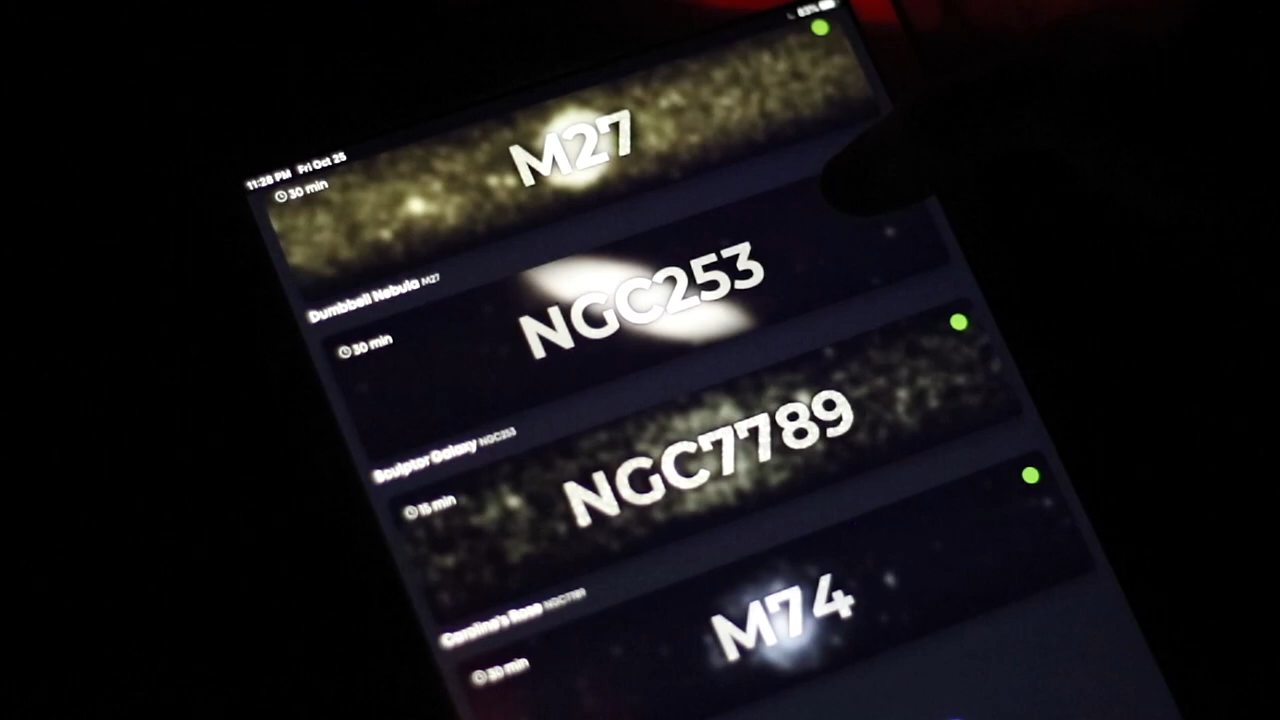 83%
11:28 PM Fri Oct 25
30 min
M27
Dumbbell Nebula M27
30 min
NGC253
Sculptor Galaxy NGC253
15 min
NGC7789
Caroline's Rose NGC7789
30 min
M74